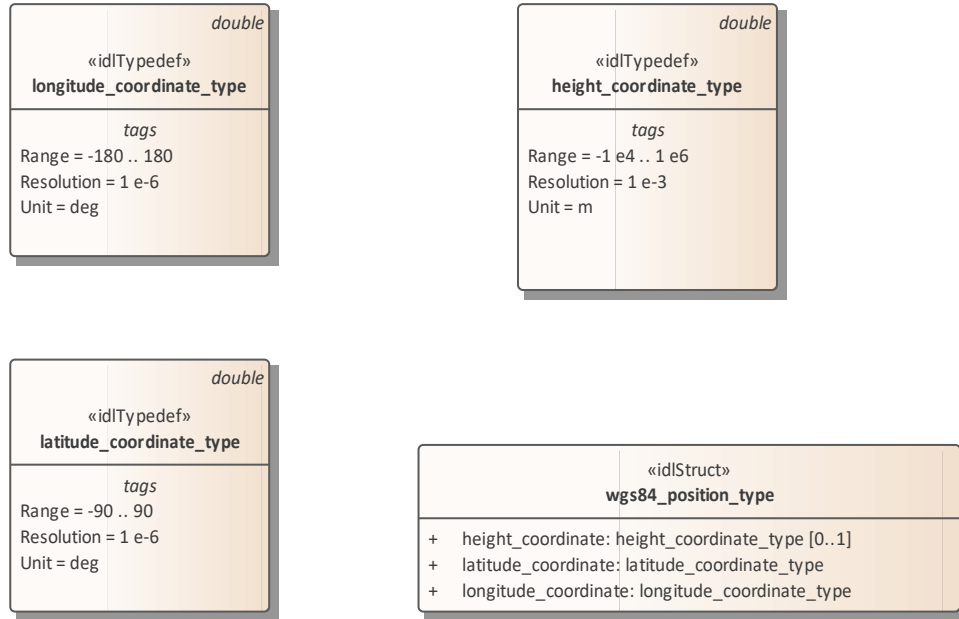 double
«idlTypedef»
longitude_coordinate_type
tags
Range = -180 .. 180
Resolution = 1 e-6
Unit = deg
double
«idlTypedef»
height_coordinate_type
tags
Range = -1 e4 .. 1 e6
Resolution = 1 e-3
Unit = m
double
«idlTypedef»
latitude_coordinate_type
tags
Range = -90 .. 90
Resolution = 1 e-6
Unit = deg
«idlStruct»
wgs84_position_type
+ height_coordinate: height_coordinate_type [0..1]
+ latitude_coordinate: latitude_coordinate_type
+ longitude_coordinate: longitude_coordinate_type